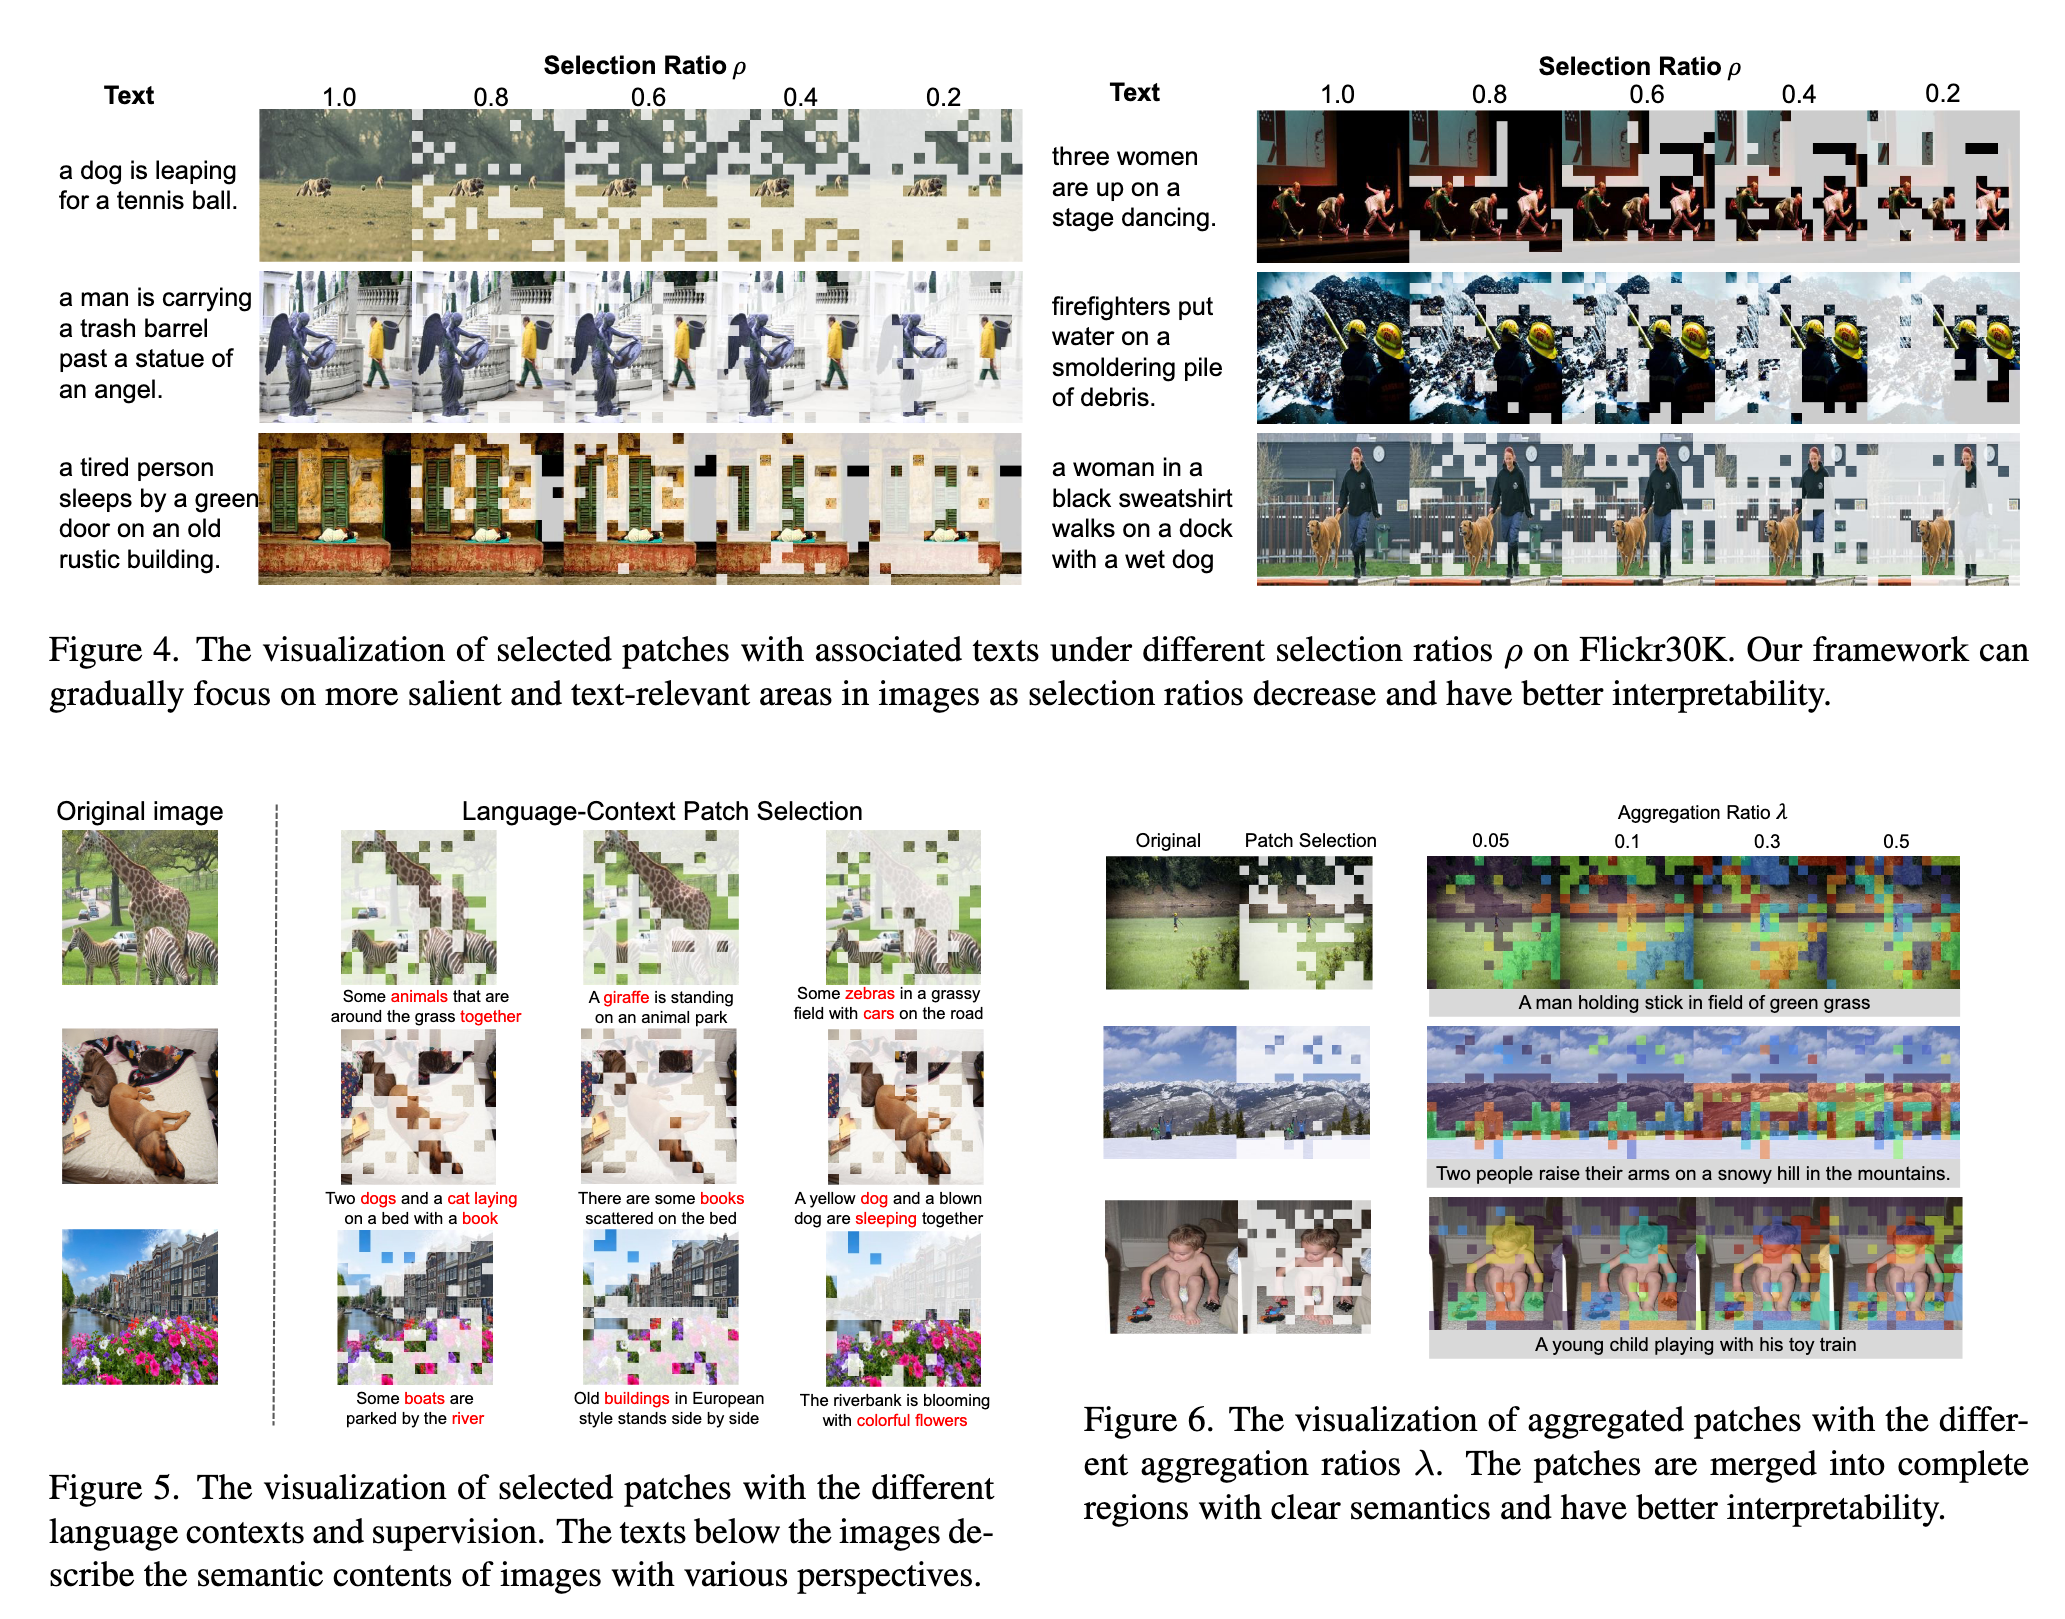 Selection Ratio ρ
Text
1.0 0.8 0.6 0.4 0.2
a dog is leaping
for a tennis ball.
a man is carrying
a trash barrel
past a statue of
an angel.
a tired person
sleeps by a green
door on an old
rustic building.
Selection Ratio ρ
Text
1.0 0.8 0.6 0.4 0.2
three women
are up on a
stage dancing.
firefighters put
water on a
smoldering pile
of debris.
a woman in a
black sweatshirt
walks on a dock
with a wet dog
Figure 4. The visualization of selected patches with associated texts under different selection ratios ρ on Flickr30K. Our framework can
gradually focus on more salient and text-relevant areas in images as selection ratios decrease and have better interpretability.
Original image
Language-Context Patch Selection
Some animals that are
around the grass together
A giraffe is standing
on an animal park
Some zebras in a grassy
field with cars on the road
Two dogs and a cat laying
on a bed with a book
There are some books
scattered on the bed
A yellow dog and a blown
dog are sleeping together
Some boats are
parked by the river
Old buildings in European
style stands side by side
The riverbank is blooming
with colorful flowers
Figure 5. The visualization of selected patches with the different
language contexts and supervision. The texts below the images de-
scribe the semantic contents of images with various perspectives.
Aggregation Ratio λ
Original Patch Selection 0.05 0.1 0.3 0.5
A man holding stick in field of green grass
Two people raise their arms on a snowy hill in the mountains.
A young child playing with his toy train
Figure 6. The visualization of aggregated patches with the differ-
ent aggregation ratios λ. The patches are merged into complete
regions with clear semantics and have better interpretability.